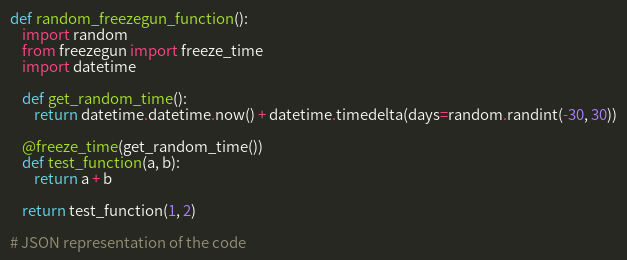 def random_freezegun_function():
    import random
    from freezegun import freeze_time
    import datetime

    def get_random_time():
        return datetime.datetime.now() + datetime.timedelta(days=random.randint(-30, 30))

    @freeze_time(get_random_time())
    def test_function(a, b):
        return a + b

    return test_function(1, 2)

# JSON representation of the code